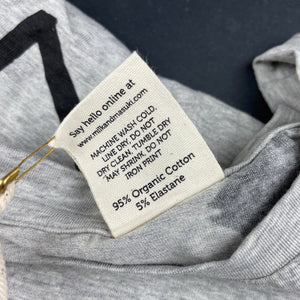 Say hello online at
www.milkandmasuki.com
MACHINE WASH COLD.
LINE DRY. DO NOT
DRY CLEAN. TUMBLE DRY
MAY SHRINK. DO NOT
IRON PRINT
95% Organic Cotton
5% Elastane